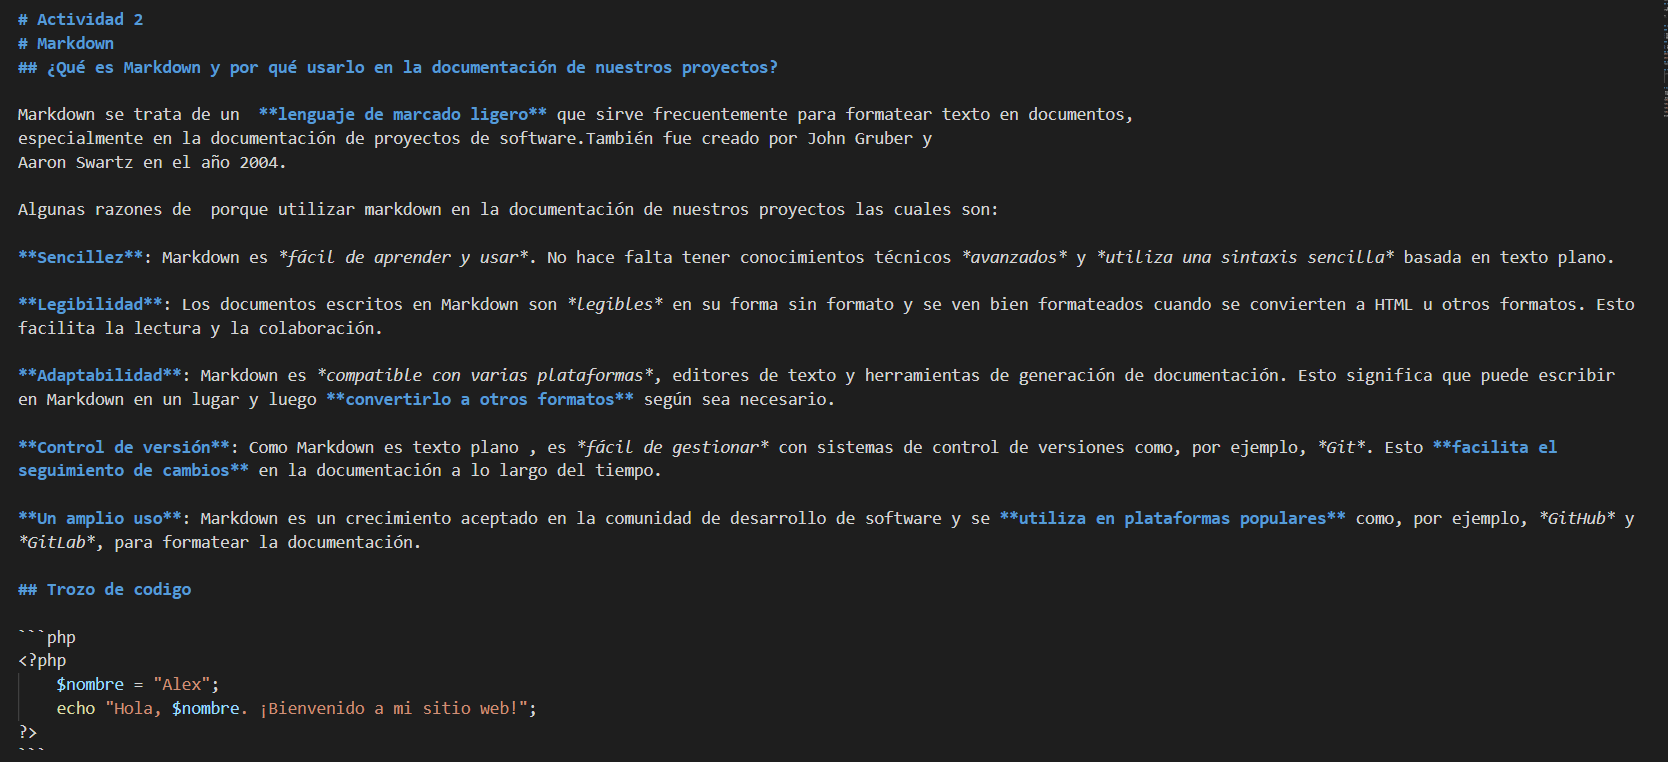 # Actividad 2
# Markdown
## ¿Qué es Markdown y por qué usarlo en la documentación de nuestros proyectos?
Markdown se trata de un  **lenguaje de marcado ligero** que sirve frecuentemente para formatear texto en documentos,
especialmente en la documentación de proyectos de software.También fue creado por John Gruber y
Aaron Swartz en el año 2004.
Algunas razones de  porque utilizar markdown en la documentación de nuestros proyectos las cuales son:
**Sencillez**: Markdown es *fácil de aprender y usar*. No hace falta tener conocimientos técnicos *avanzados* y *utiliza una sintaxis sencilla* basada en texto plano.
**Legibilidad**: Los documentos escritos en Markdown son *legibles* en su forma sin formato y se ven bien formateados cuando se convierten a HTML u otros formatos. Esto
facilita la lectura y la colaboración.
**Adaptabilidad**: Markdown es *compatible con varias plataformas*, editores de texto y herramientas de generación de documentación. Esto significa que puede escribir
en Markdown en un lugar y luego **convertirlo a otros formatos** según sea necesario.
**Control de versión**: Como Markdown es texto plano , es *fácil de gestionar* con sistemas de control de versiones como, por ejemplo, *Git*. Esto **facilita el
seguimiento de cambios** en la documentación a lo largo del tiempo.
**Un amplio uso**: Markdown es un crecimiento aceptado en la comunidad de desarrollo de software y se **utiliza en plataformas populares** como, por ejemplo, *GitHub* y
*GitLab*, para formatear la documentación.
## Trozo de codigo
```php
<?php
    $nombre = "Alex";
    echo "Hola, $nombre. ¡Bienvenido a mi sitio web!";
?>
```